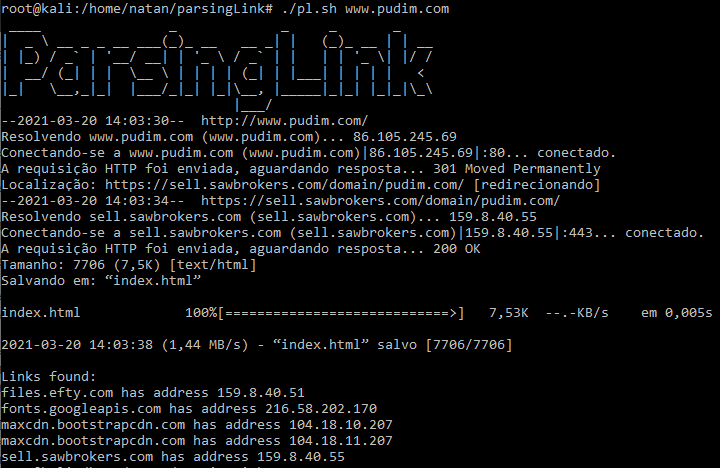 root@kali:/home/natan/parsingLink# ./pl.sh www.pudim.com
ParsingLink
--2021-03-20 14:03:30-- http://www.pudim.com/
Resolvendo www.pudim.com (www.pudim.com)... 86.105.245.69
Conectando-se a www.pudim.com (www.pudim.com)|86.105.245.69|:80... conectado.
A requisição HTTP foi enviada, aguardando resposta... 301 Moved Permanently
Localização: https://sell.sawbrokers.com/domain/pudim.com/ [redirecionando]
--2021-03-20 14:03:34-- https://sell.sawbrokers.com/domain/pudim.com/
Resolvendo sell.sawbrokers.com (sell.sawbrokers.com)... 159.8.40.55
Conectando-se a sell.sawbrokers.com (sell.sawbrokers.com)|159.8.40.55|:443... conectado.
A requisição HTTP foi enviada, aguardando resposta... 200 OK
Tamanho: 7706 (7,5K) [text/html]
Salvando em: “index.html”
index.html 100%[============================>] 7,53K --.-KB/s em 0,005s
2021-03-20 14:03:38 (1,44 MB/s) - “index.html” salvo [7706/7706]
Links found:
files.efty.com has address 159.8.40.51
fonts.googleapis.com has address 216.58.202.170
maxcdn.bootstrapcdn.com has address 104.18.10.207
maxcdn.bootstrapcdn.com has address 104.18.11.207
sell.sawbrokers.com has address 159.8.40.55